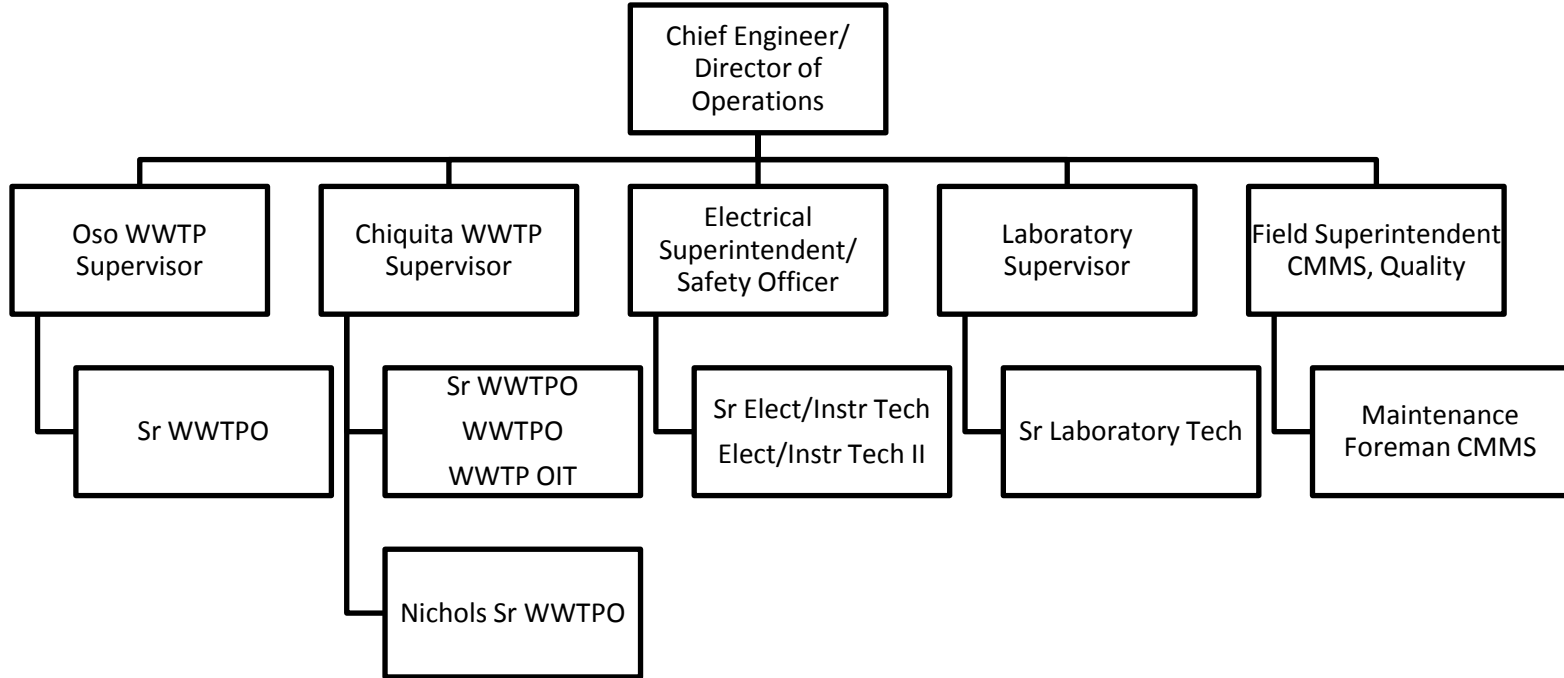 Chief Engineer/
Director of
Operations
Oso WWTP
Supervisor
Chiquita WWTP
Supervisor
Electrical
Superintendent/
Safety Officer
Laboratory
Supervisor
Field Superintendent
CMMS, Quality
Sr WWTPO
Sr WWTPO
WWTPO
WWTP OIT
Nichols Sr WWTPO
Sr Elect/Instr Tech
Elect/Instr Tech II
Sr Laboratory Tech
Maintenance
Foreman CMMS